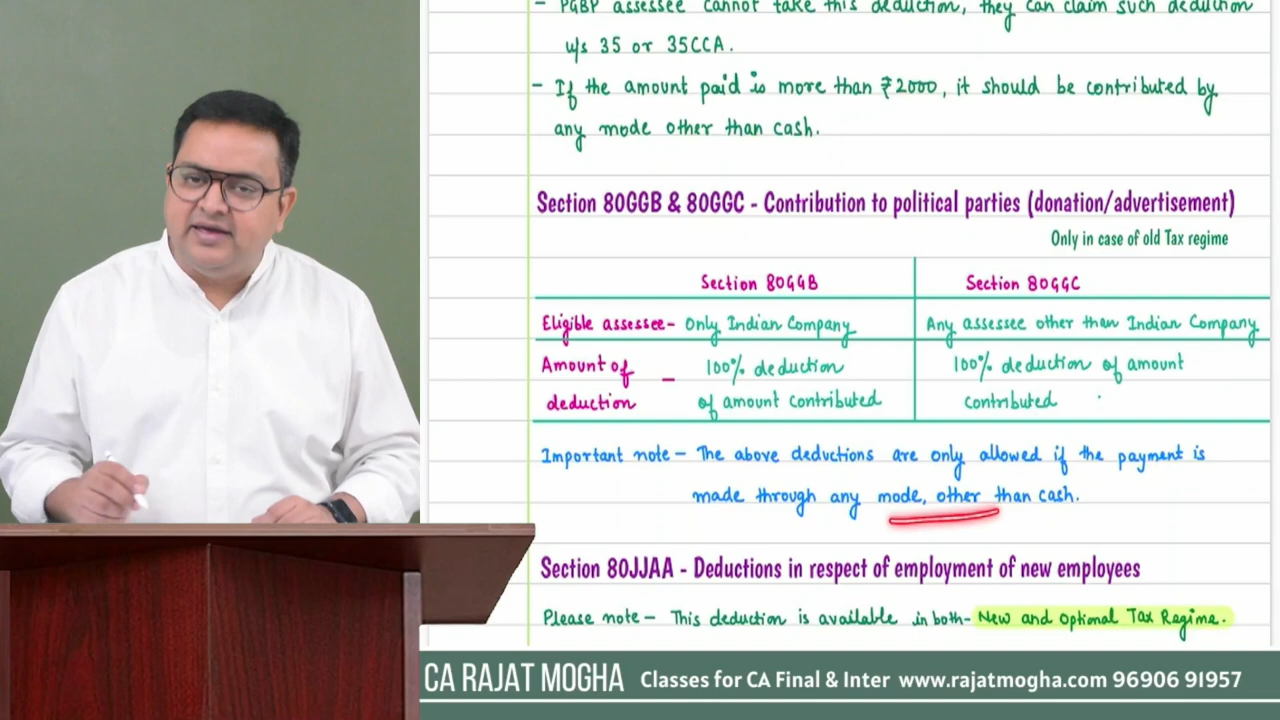 - PGBP assessee cannot take this deduction, they can claim such deduction
u/s 35 or 35CCA.
- If the amount paid is more than ₹2000, it should be contributed by
any mode other than cash.
Section 80GGB & 80GGC - Contribution to political parties (donation/advertisement)
Only in case of old Tax regime
Section 80GGB Section 80GGC
Eligible assessee- Only Indian Company Any assessee other than Indian Company
Amount of - 100% deduction 100% deduction of amount
deduction of amount contributed contributed
Important note - The above deductions are only allowed if the payment is
made through any mode, other than cash.
Section 80JJAA - Deductions in respect of employment of new employees
Please note - This deduction is available in both- New and Optional Tax Regime.
CA RAJAT MOGHA Classes for CA Final & Inter www.rajatmogha.com 96906 91957